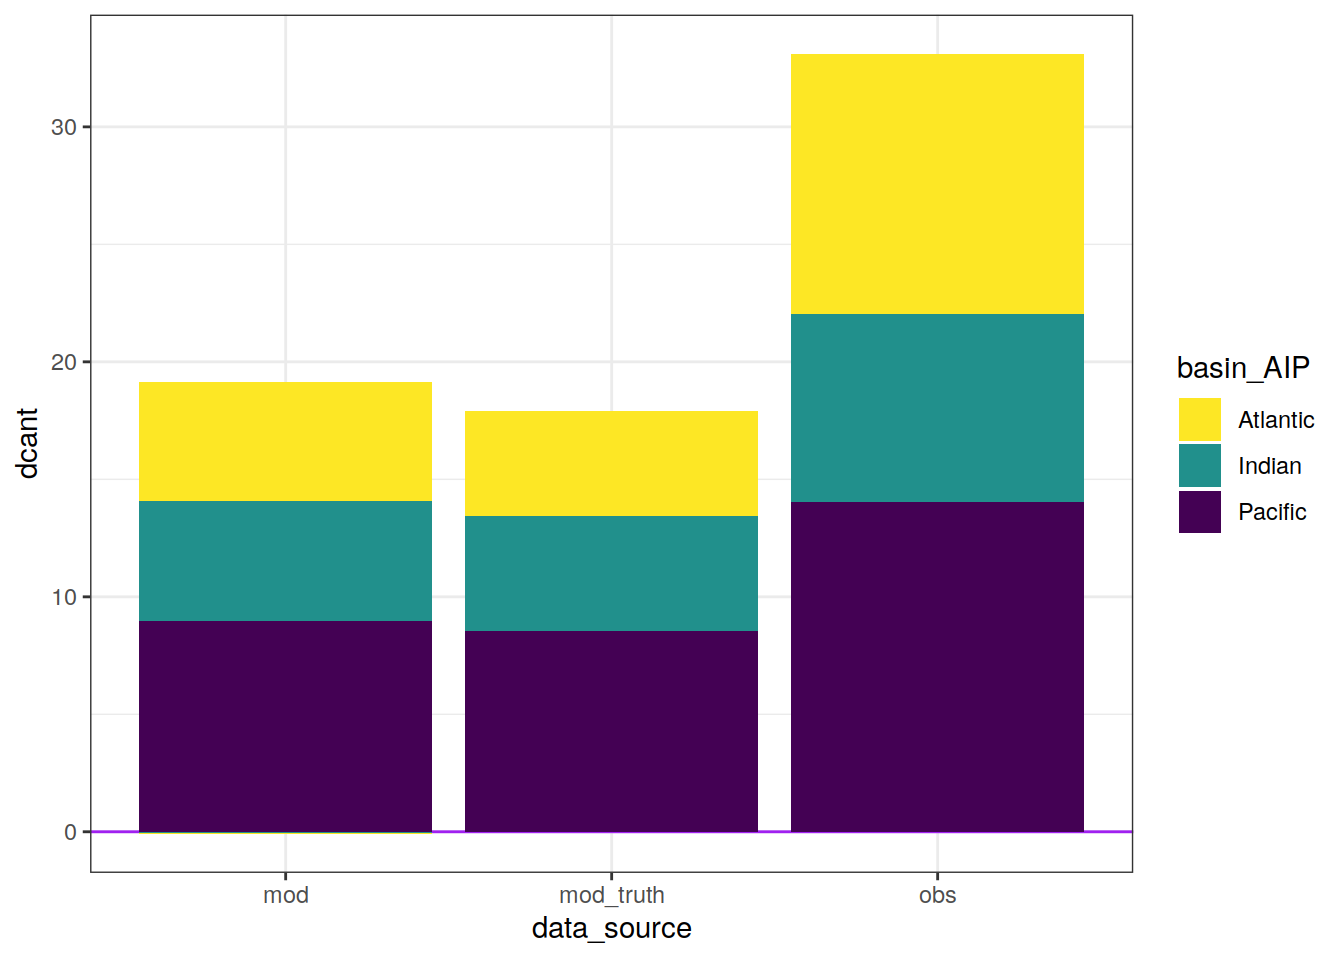 30
20
10
0
dcant
mod
mod_truth
obs
data_source
basin_AIP
Atlantic
Indian
Pacific